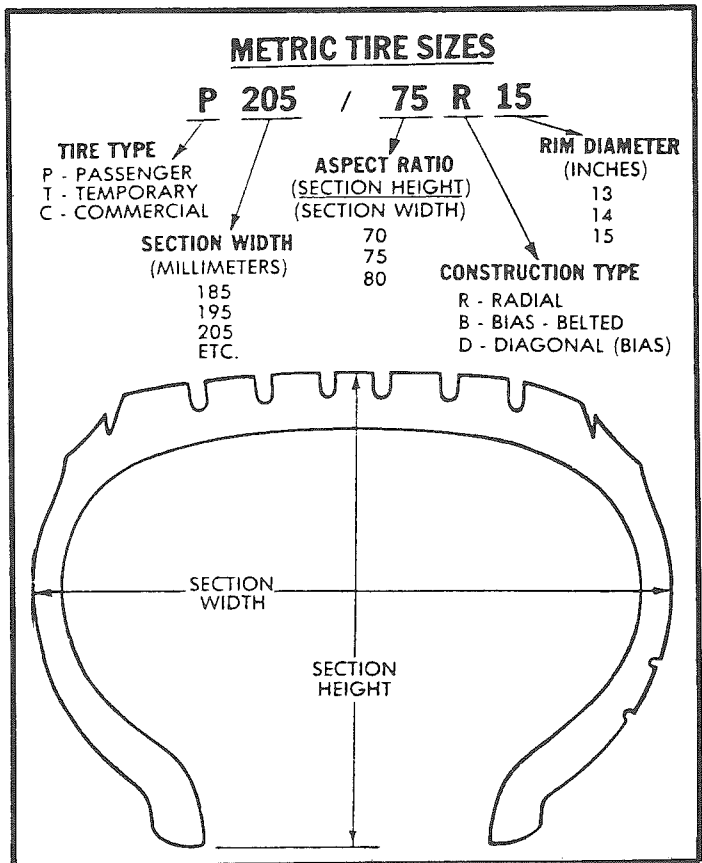 METRIC TIRE SIZES
P 205 / 75 R 15
TIRE TYPE
P - PASSENGER
T - TEMPORARY
C - COMMERCIAL
SECTION WIDTH
(MILLIMETERS)
185
195
205
ETC.
ASPECT RATIO
(SECTION HEIGHT)
(SECTION WIDTH)
70
75
80
RIM DIAMETER
(INCHES)
13
14
15
CONSTRUCTION TYPE
R - RADIAL
B - BIAS - BELTED
D - DIAGONAL (BIAS)
SECTION
WIDTH
SECTION
HEIGHT